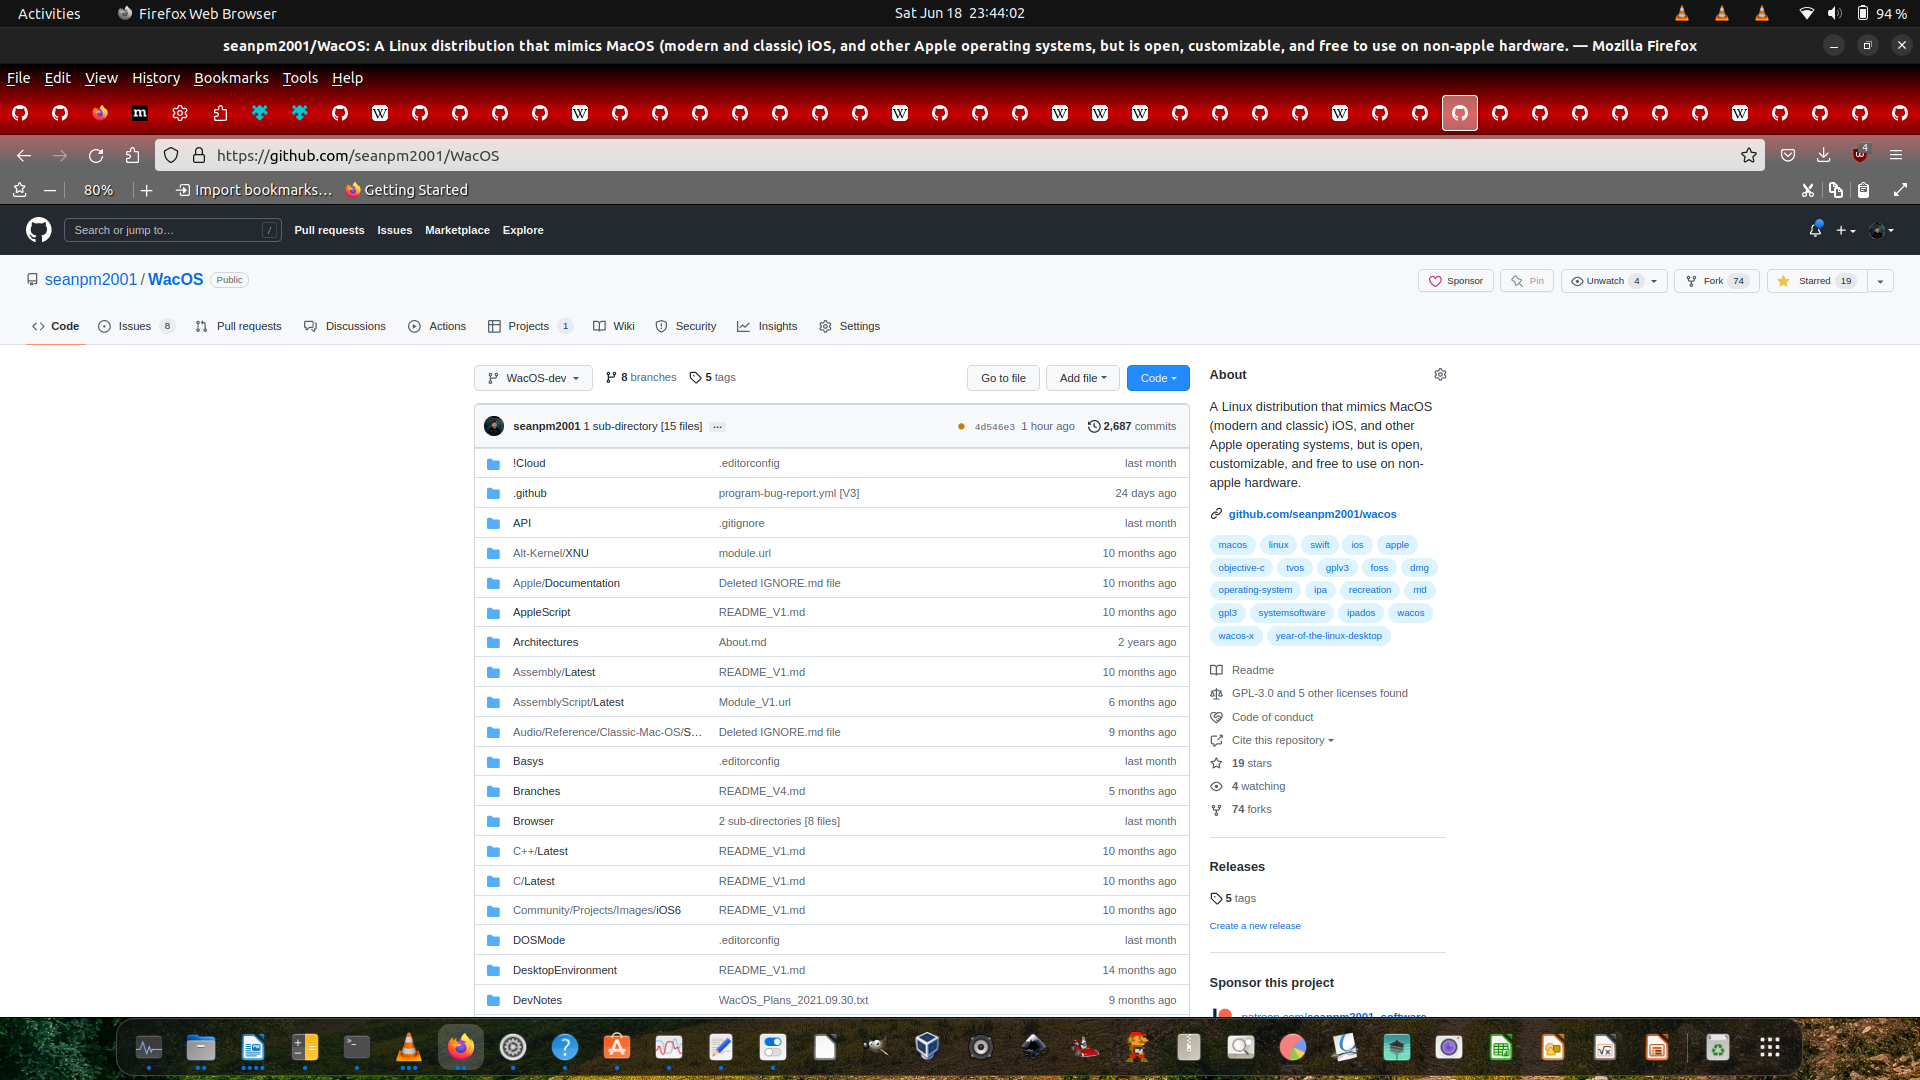 Activities Firefox Web Browser Sat Jun 18 23:44:02 94 %
seanpm2001/WacOS: A Linux distribution that mimics MacOS (modern and classic) iOS, and other Apple operating systems, but is open, customizable, and free to use on non-apple hardware. — Mozilla Firefox
File Edit View History Bookmarks Tools Help
https://github.com/seanpm2001/WacOS 4
80% Import bookmarks… Getting Started
Search or jump to… / Pull requests Issues Marketplace Explore
seanpm2001 / WacOS Public Sponsor Pin Unwatch 4 Fork 74 Starred 19
Code Issues 8 Pull requests Discussions Actions Projects 1 Wiki Security Insights Settings
WacOS-dev 8 branches 5 tags Go to file Add file Code
seanpm2001 1 sub-directory [15 files] ... 4d546e3 1 hour ago 2,687 commits
!Cloud .editorconfig last month
.github program-bug-report.yml [V3] 24 days ago
API .gitignore last month
Alt-Kernel/XNU module.url 10 months ago
Apple/Documentation Deleted IGNORE.md file 10 months ago
AppleScript README_V1.md 10 months ago
Architectures About.md 2 years ago
Assembly/Latest README_V1.md 10 months ago
AssemblyScript/Latest Module_V1.url 6 months ago
Audio/Reference/Classic-Mac-OS/S… Deleted IGNORE.md file 9 months ago
Basys .editorconfig last month
Branches README_V4.md 5 months ago
Browser 2 sub-directories [8 files] last month
C++/Latest README_V1.md 10 months ago
C/Latest README_V1.md 10 months ago
Community/Projects/Images/iOS6 README_V1.md 10 months ago
DOSMode .editorconfig last month
DesktopEnvironment README_V1.md 14 months ago
DevNotes WacOS_Plans_2021.09.30.txt 9 months ago
About
A Linux distribution that mimics MacOS
(modern and classic) iOS, and other
Apple operating systems, but is open,
customizable, and free to use on non-
apple hardware.
github.com/seanpm2001/wacos
macos linux swift ios apple
objective-c tvos gplv3 foss dmg
operating-system ipa recreation md
gpl3 systemsoftware ipados wacos
wacos-x year-of-the-linux-desktop
Readme
GPL-3.0 and 5 other licenses found
Code of conduct
Cite this repository
19 stars
4 watching
74 forks
Releases
5 tags
Create a new release
Sponsor this project
patreon.com/seanpm2001_software